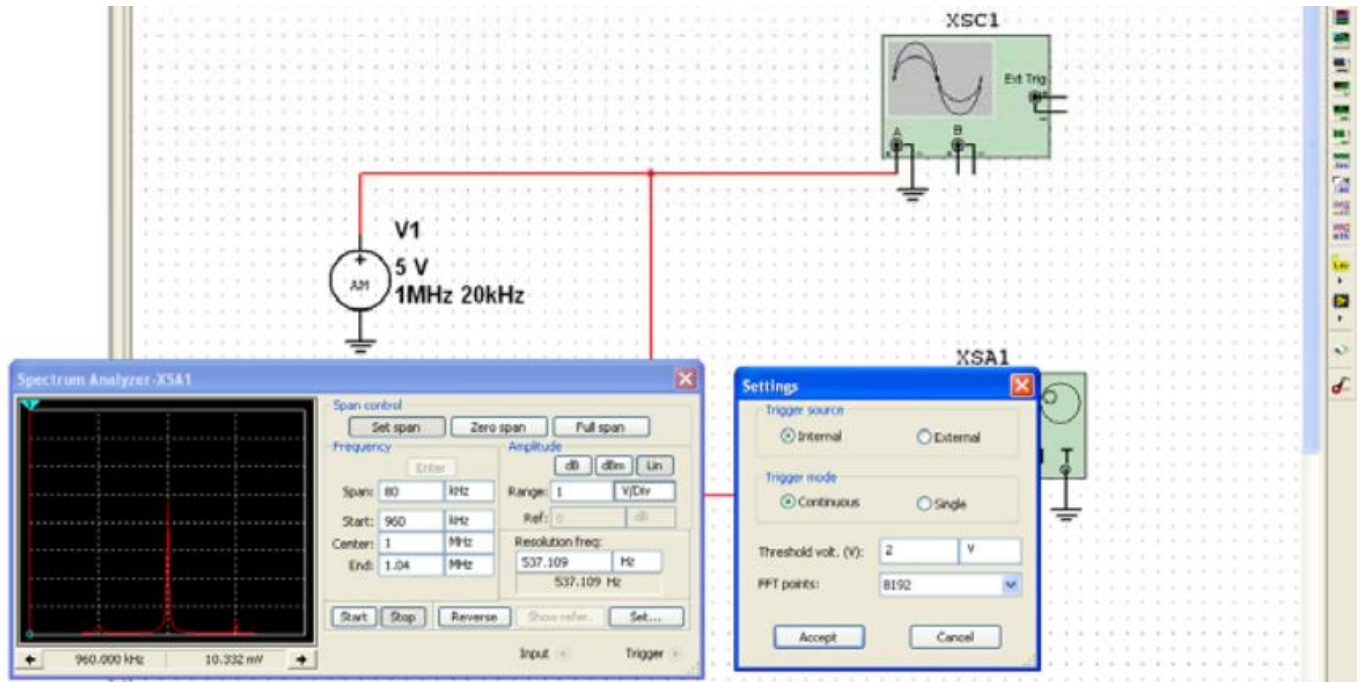 XSC1
Ext Trig
A
B
V1
AM
5 V
1MHz 20kHz
XSA1
T
Spectrum Analyzer-XSA1
1
Span control
Set span Zero span Full span
Frequency
Amplitude
Enter
dB dBm Lin
Span: 80 kHz
Range: 1 V/Div
Start: 960 kHz
Ref: 0 dB
Center: 1 MHz
Resolution freq:
End: 1.04 MHz
537.109 Hz
537.109 Hz
Start Stop Reverse Show refer. Set...
960.000 kHz 10.332 mV
Input Trigger
Settings
Trigger source
Internal External
Trigger mode
Continuous Single
Threshold volt. (V): 2 V
FFT points: 8192
Accept Cancel